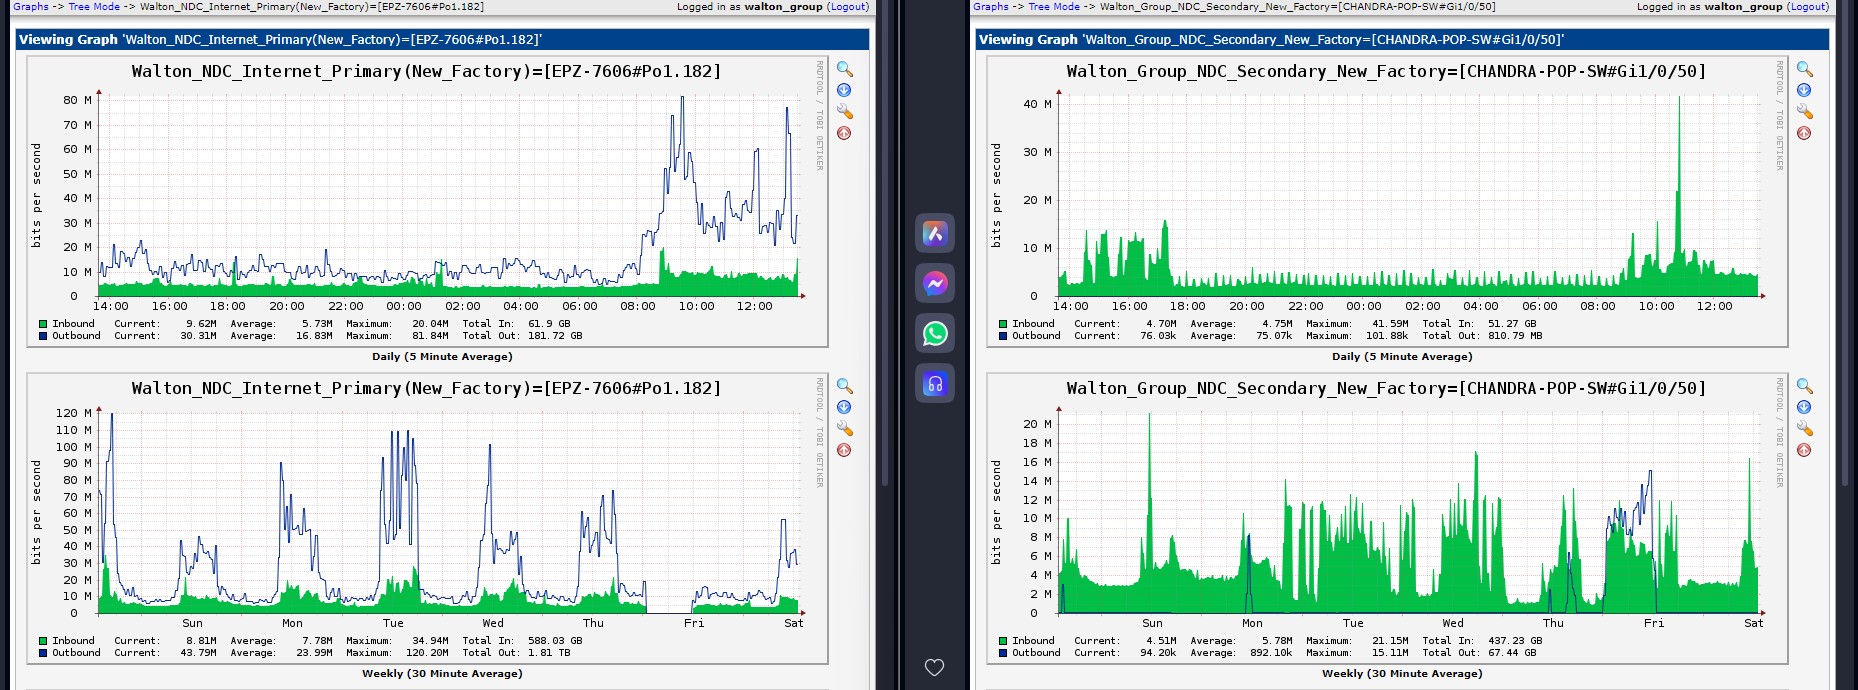 Graphs -> Tree Mode -> Walton_NDC_Internet_Primary(New_Factory)=[EPZ-7606#Po1.182]
Logged in as walton_group (Logout)
Viewing Graph 'Walton_NDC_Internet_Primary(New_Factory)=[EPZ-7606#Po1.182]'
Walton_NDC_Internet_Primary(New_Factory)=[EPZ-7606#Po1.182]
RRDTOOL / TOBI OETIKER
bits per second
80 M
70 M
60 M
50 M
40 M
30 M
20 M
10 M
0
14:00 16:00 18:00 20:00 22:00 00:00 02:00 04:00 06:00 08:00 10:00 12:00
Inbound Current: 9.62M Average: 5.73M Maximum: 20.04M Total In: 61.9 GB
Outbound Current: 30.31M Average: 16.83M Maximum: 81.84M Total Out: 181.72 GB
Daily (5 Minute Average)
Walton_NDC_Internet_Primary(New_Factory)=[EPZ-7606#Po1.182]
RRDTOOL / TOBI OETIKER
bits per second
120 M
110 M
100 M
90 M
80 M
70 M
60 M
50 M
40 M
30 M
20 M
10 M
0
Sun Mon Tue Wed Thu Fri Sat
Inbound Current: 8.81M Average: 7.78M Maximum: 34.94M Total In: 588.03 GB
Outbound Current: 43.79M Average: 23.99M Maximum: 120.20M Total Out: 1.81 TB
Weekly (30 Minute Average)
Graphs -> Tree Mode -> Walton_Group_NDC_Secondary_New_Factory=[CHANDRA-POP-SW#Gi1/0/50]
Logged in as walton_group (Logout)
Viewing Graph 'Walton_Group_NDC_Secondary_New_Factory=[CHANDRA-POP-SW#Gi1/0/50]'
Walton_Group_NDC_Secondary_New_Factory=[CHANDRA-POP-SW#Gi1/0/50]
RRDTOOL / TOBI OETIKER
bits per second
40 M
30 M
20 M
10 M
0
14:00 16:00 18:00 20:00 22:00 00:00 02:00 04:00 06:00 08:00 10:00 12:00
Inbound Current: 4.70M Average: 4.75M Maximum: 41.59M Total In: 51.27 GB
Outbound Current: 76.03k Average: 75.07k Maximum: 101.88k Total Out: 810.79 MB
Daily (5 Minute Average)
Walton_Group_NDC_Secondary_New_Factory=[CHANDRA-POP-SW#Gi1/0/50]
RRDTOOL / TOBI OETIKER
bits per second
20 M
18 M
16 M
14 M
12 M
10 M
8 M
6 M
4 M
2 M
0
Sun Mon Tue Wed Thu Fri Sat
Inbound Current: 4.51M Average: 5.78M Maximum: 21.15M Total In: 437.23 GB
Outbound Current: 94.20k Average: 892.10k Maximum: 15.11M Total Out: 67.44 GB
Weekly (30 Minute Average)